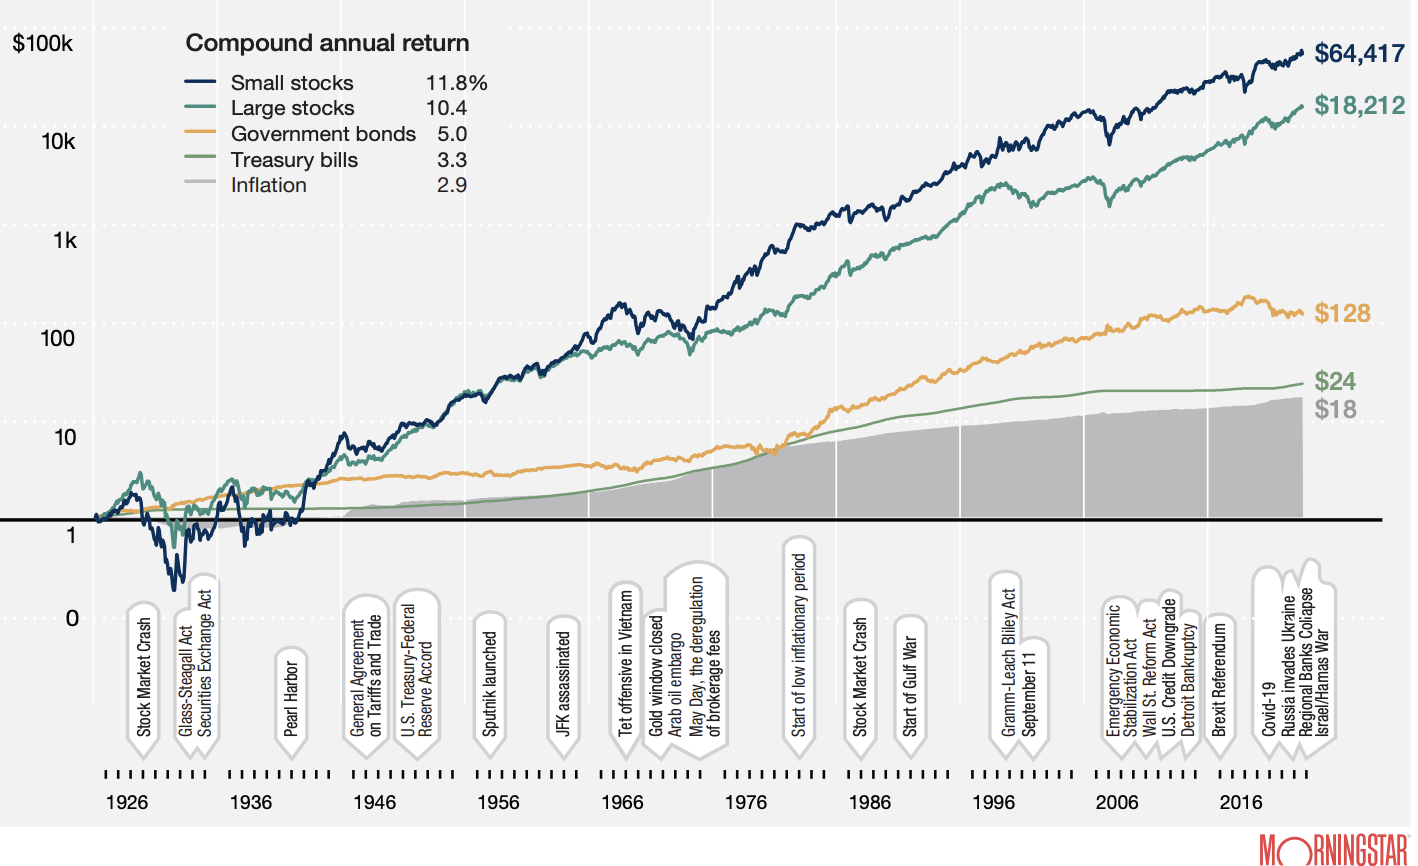 $100k
10k
1k
100
10
1
0
Compound annual return
Small stocks 11.8%
Large stocks 10.4
Government bonds 5.0
Treasury bills 3.3
Inflation 2.9
$64,417
$18,212
$128
$24
$18
Stock Market Crash
Glass-Steagall Act
Securities Exchange Act
Pearl Harbor
General Agreement
on Tariffs and Trade
U.S. Treasury-Federal
Reserve Accord
Sputnik launched
JFK assassinated
Tet offensive in Vietnam
Gold window closed
Arab oil embargo
May Day, the deregulation
of brokerage fees
Start of low inflationary period
Stock Market Crash
Start of Gulf War
Gramm-Leach Bliley Act
September 11
Emergency Economic
Stabilization Act
Wall St. Reform Act
U.S. Credit Downgrade
Detroit Bankruptcy
Brexit Referendum
Covid-19
Russia invades Ukraine
Regional Banks Collapse
Israel/Hamas War
1926 1936 1946 1956 1966 1976 1986 1996 2006 2016
MORNINGSTAR